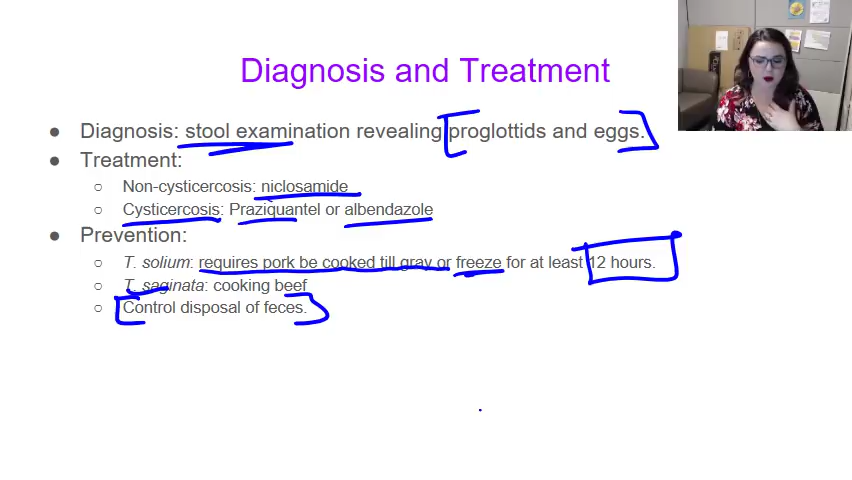 Diagnosis and Treatment
● Diagnosis: stool examination revealing proglottids and eggs.
● Treatment:
○ Non-cysticercosis: niclosamide
○ Cysticercosis: Praziquantel or albendazole
● Prevention:
○ T. solium: requires pork be cooked till gray or freeze for at least 12 hours.
○ T. saginata: cooking beef
○ Control disposal of feces.